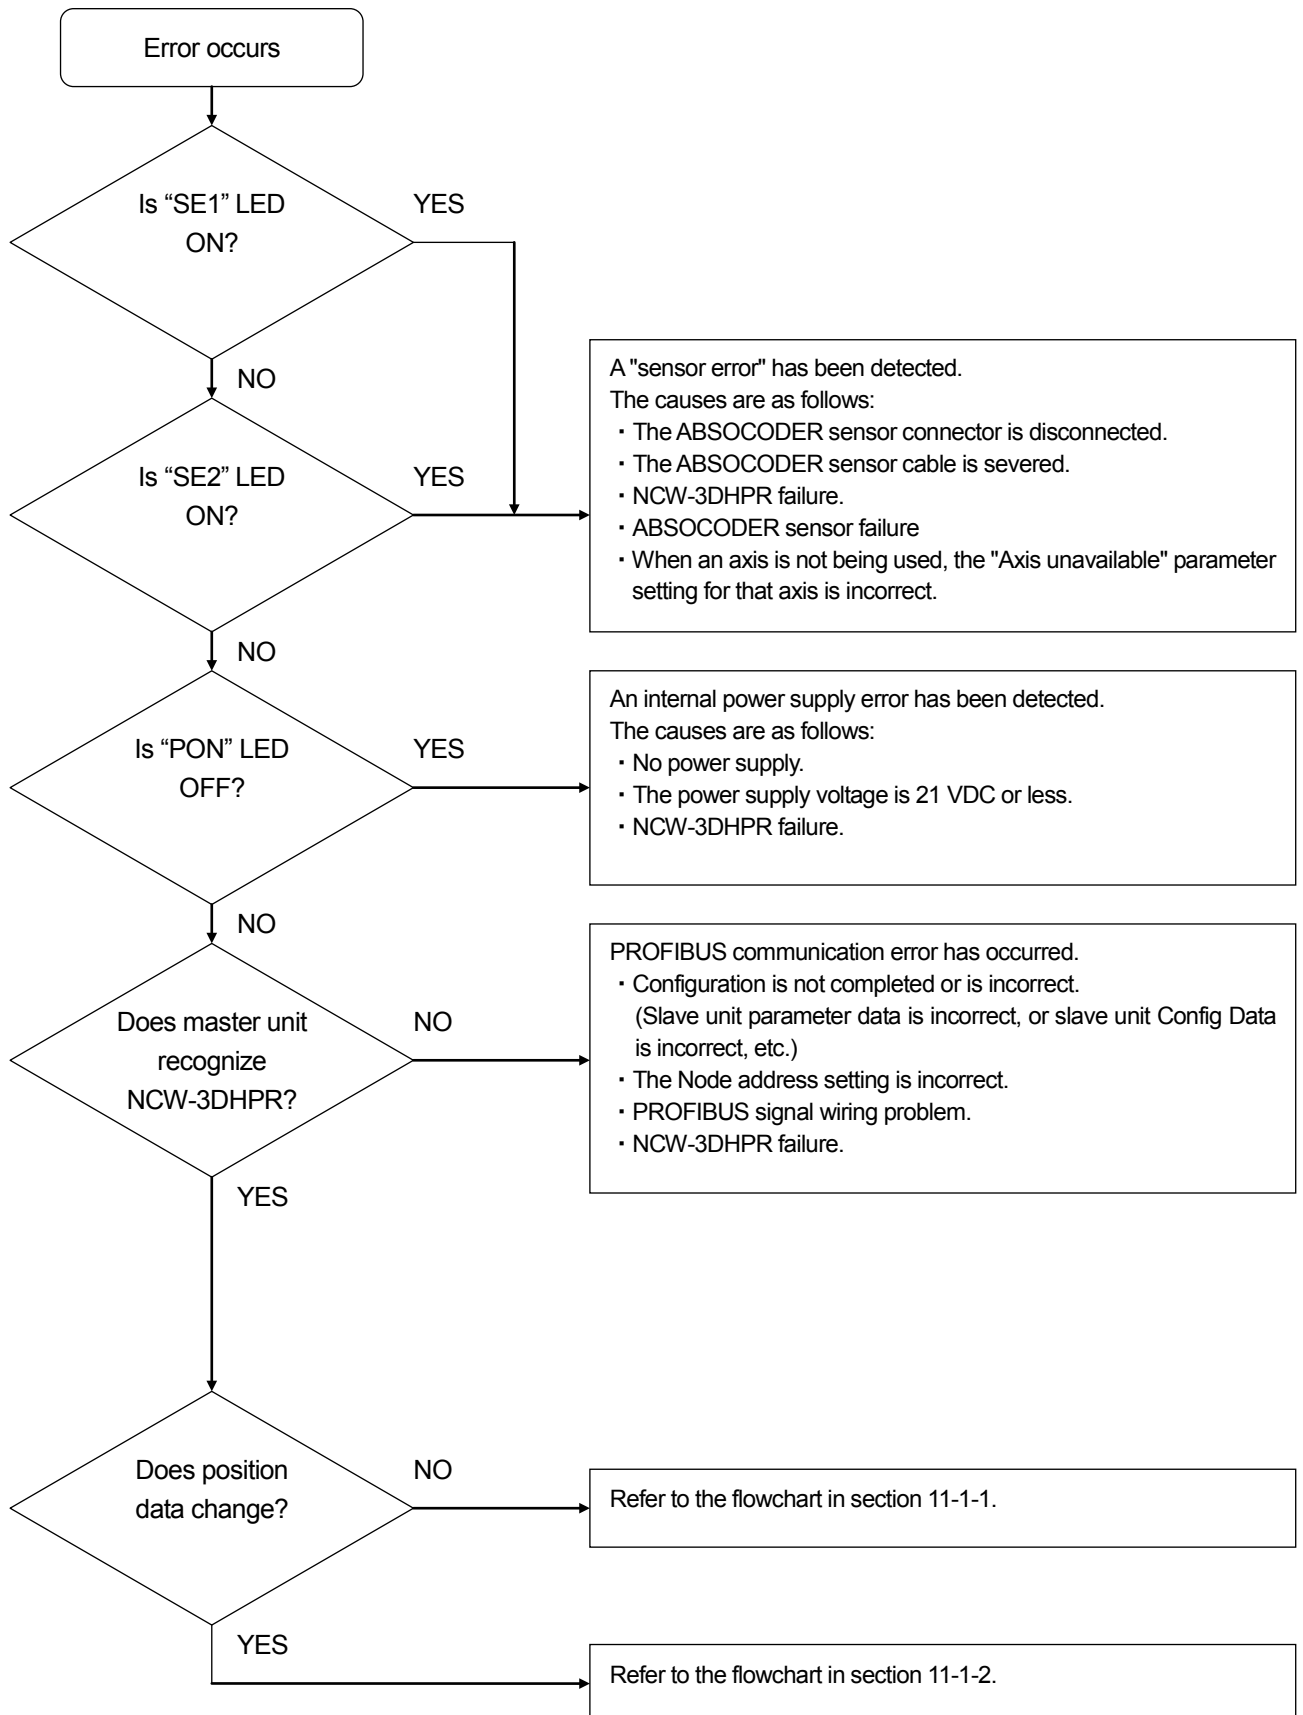 Error occurs
Is “SE1” LED
ON?
YES
NO
Is “SE2” LED
ON?
YES
A "sensor error" has been detected.
The causes are as follows:
・The ABSOCODER sensor connector is disconnected.
・The ABSOCODER sensor cable is severed.
・NCW-3DHPR failure.
・ABSOCODER sensor failure
・When an axis is not being used, the "Axis unavailable" parameter
setting for that axis is incorrect.
NO
Is “PON” LED
OFF?
YES
An internal power supply error has been detected.
The causes are as follows:
・No power supply.
・The power supply voltage is 21 VDC or less.
・NCW-3DHPR failure.
NO
Does master unit
recognize
NCW-3DHPR?
NO
PROFIBUS communication error has occurred.
・Configuration is not completed or is incorrect.
(Slave unit parameter data is incorrect, or slave unit Config Data
is incorrect, etc.)
・The Node address setting is incorrect.
・PROFIBUS signal wiring problem.
・NCW-3DHPR failure.
YES
Does position
data change?
NO
Refer to the flowchart in section 11-1-1.
YES
Refer to the flowchart in section 11-1-2.